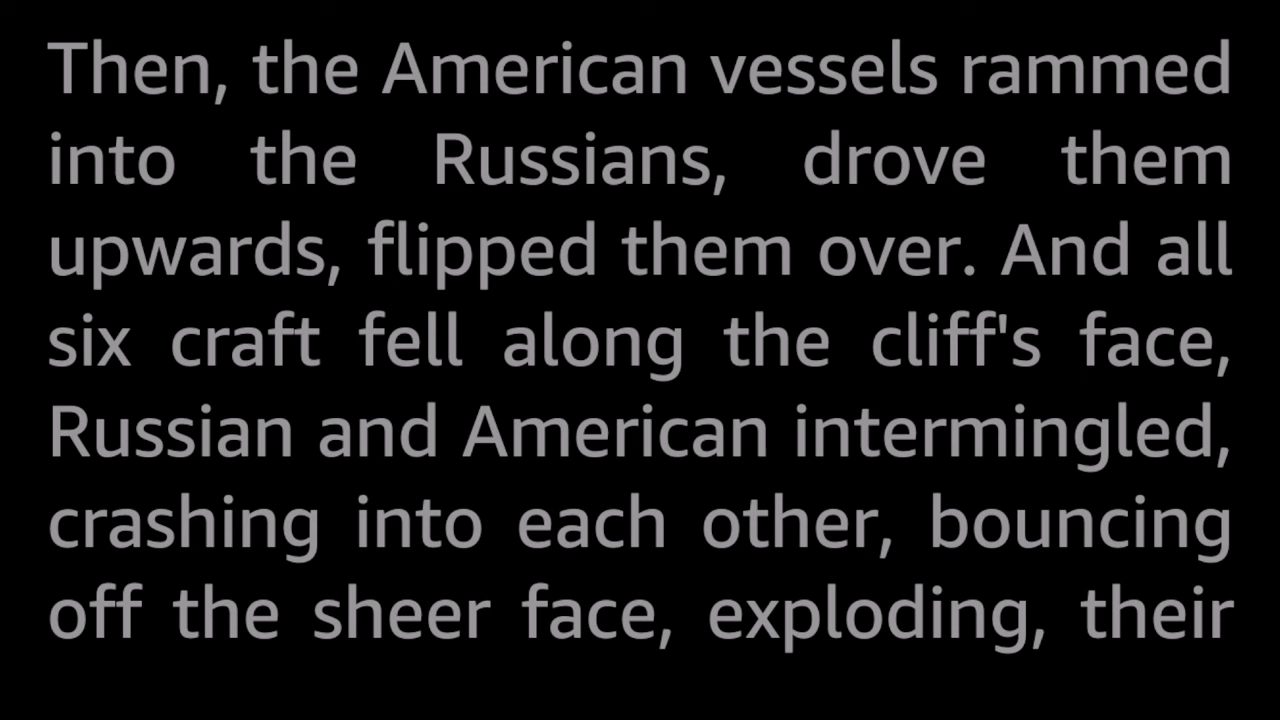 Then, the American vessels rammed
into the Russians, drove them
upwards, flipped them over. And all
six craft fell along the cliff's face,
Russian and American intermingled,
crashing into each other, bouncing
off the sheer face, exploding, their